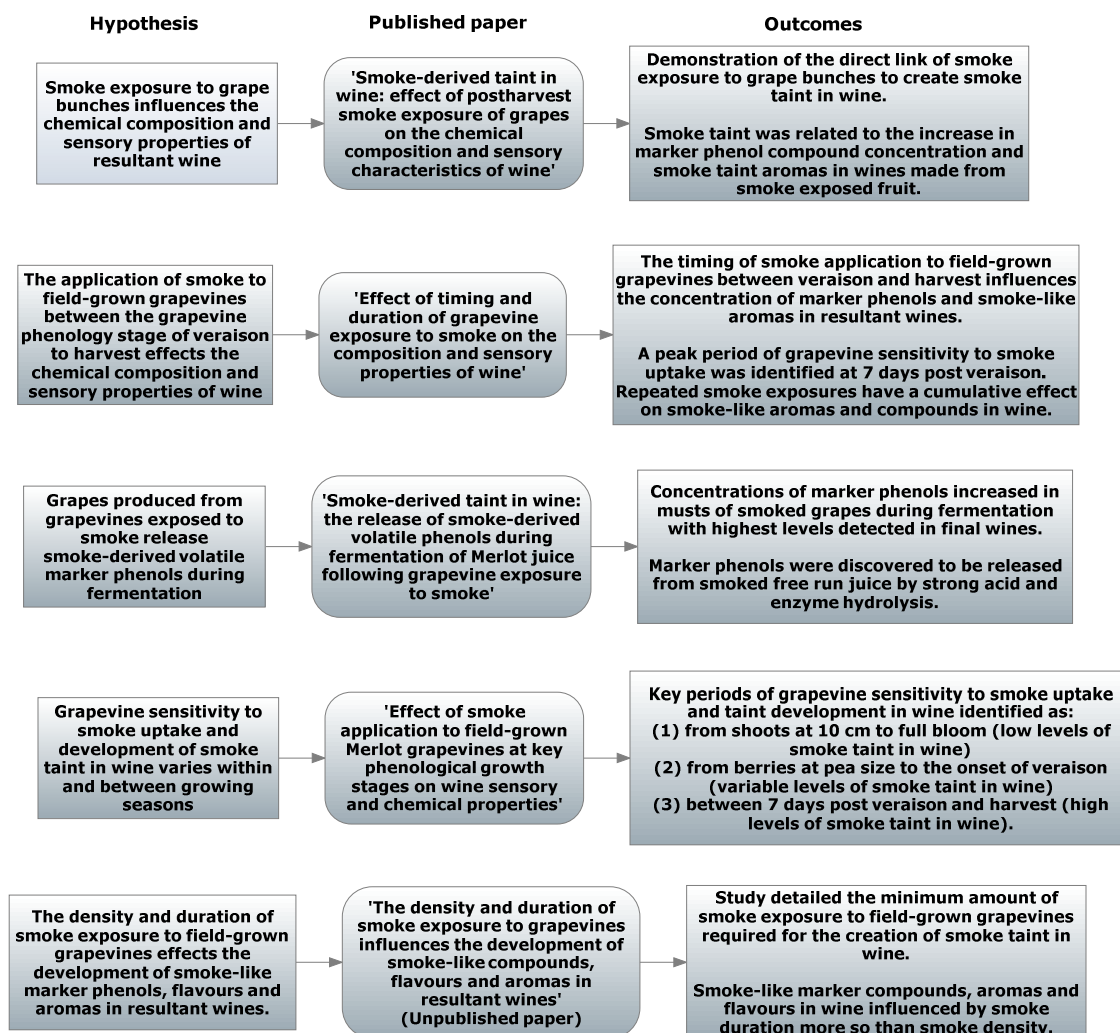 Hypothesis
Published paper
Outcomes
Smoke exposure to grape
bunches influences the
chemical composition and
sensory properties of
resultant wine
'Smoke-derived taint in
wine: effect of postharvest
smoke exposure of grapes
on the chemical
composition and sensory
characteristics of wine'
Demonstration of the direct link of smoke
exposure to grape bunches to create smoke
taint in wine.
Smoke taint was related to the increase in
marker phenol compound concentration and
smoke taint aromas in wines made from
smoke exposed fruit.
The application of smoke to
field-grown grapevines
between the grapevine
phenology stage of veraison
to harvest effects the
chemical composition and
sensory properties of wine
'Effect of timing and
duration of grapevine
exposure to smoke on the
composition and sensory
properties of wine'
The timing of smoke application to field-grown
grapevines between veraison and harvest influences
the concentration of marker phenols and smoke-like
aromas in resultant wines.
A peak period of grapevine sensitivity to smoke
uptake was identified at 7 days post veraison.
Repeated smoke exposures have a cumulative effect
on smoke-like aromas and compounds in wine.
Grapes produced from
grapevines exposed to
smoke release
smoke-derived volatile
marker phenols during
fermentation
'Smoke-derived taint in wine:
the release of smoke-derived
volatile phenols during
fermentation of Merlot juice
following grapevine exposure
to smoke'
Concentrations of marker phenols increased in
musts of smoked grapes during fermentation
with highest levels detected in final wines.
Marker phenols were discovered to be released
from smoked free run juice by strong acid and
enzyme hydrolysis.
Grapevine sensitivity to
smoke uptake and
development of smoke
taint in wine varies within
and between growing
seasons
'Effect of smoke
application to field-grown
Merlot grapevines at key
phenological growth
stages on wine sensory
and chemical properties'
Key periods of grapevine sensitivity to smoke uptake
and taint development in wine identified as:
(1) from shoots at 10 cm to full bloom (low levels of
smoke taint in wine)
(2) from berries at pea size to the onset of veraison
(variable levels of smoke taint in wine)
(3) between 7 days post veraison and harvest (high
levels of smoke taint in wine).
The density and duration of
smoke exposure to field-grown
grapevines effects the
development of smoke-like
marker phenols, flavours and
aromas in resultant wines.
'The density and duration of
smoke exposure to grapevines
influences the development of
smoke-like compounds,
flavours and aromas in
resultant wines'
(Unpublished paper)
Study detailed the minimum amount of
smoke exposure to field-grown grapevines
required for the creation of smoke taint in
wine.
Smoke-like marker compounds, aromas and
flavours in wine influenced by smoke
duration more so than smoke density.